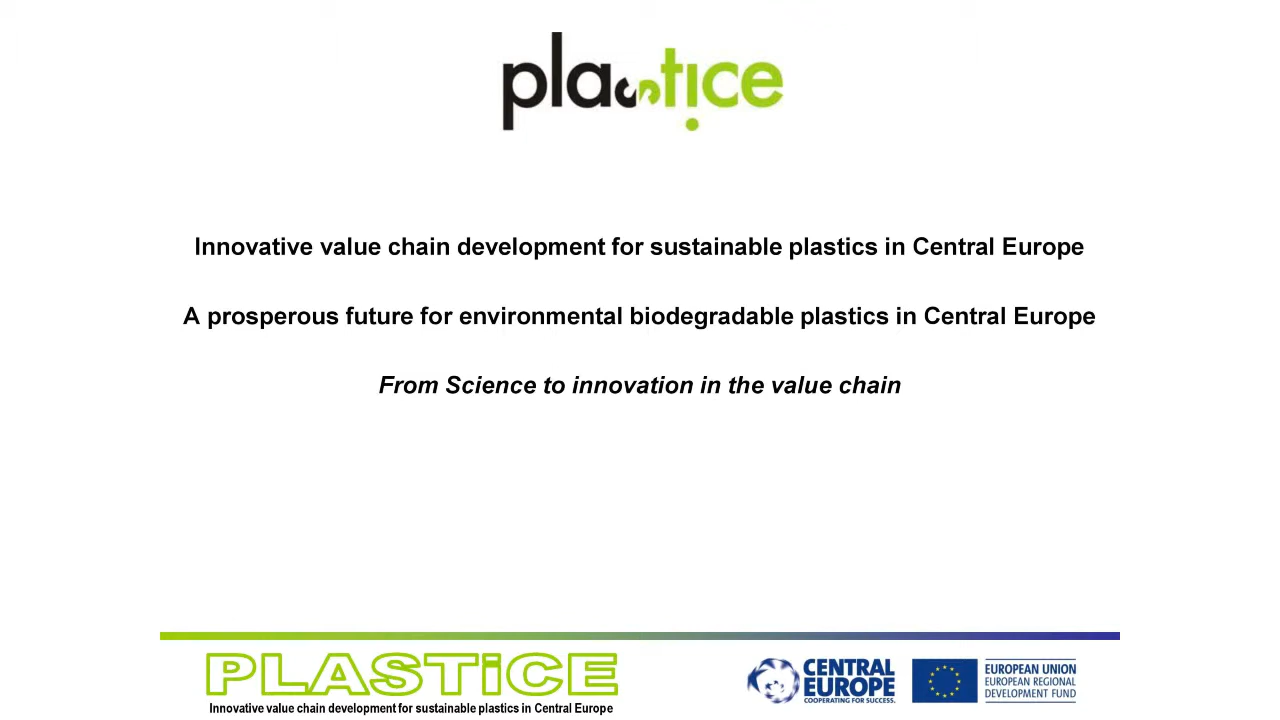 plastice
Innovative value chain development for sustainable plastics in Central Europe
A prosperous future for environmental biodegradable plastics in Central Europe
From Science to innovation in the value chain
PLASTiCE
Innovative value chain development for sustainable plastics in Central Europe
CENTRAL
EUROPE
COOPERATING FOR SUCCESS.
EUROPEAN UNION
EUROPEAN REGIONAL
DEVELOPMENT FUND